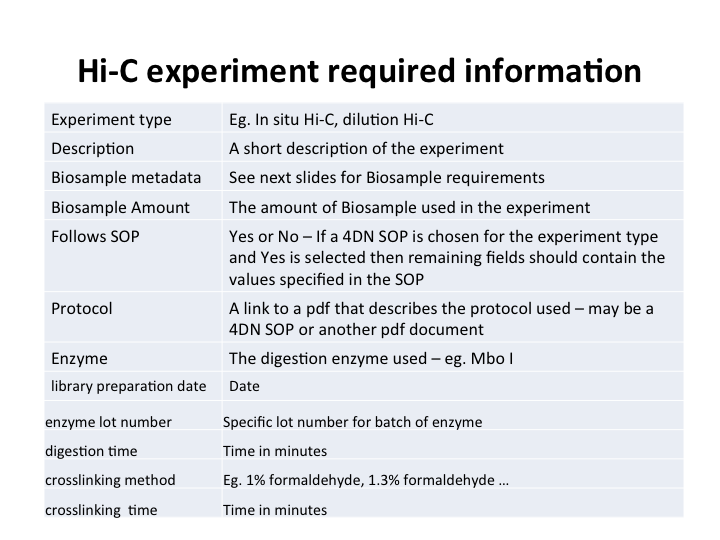 Hi-C experiment required information
Experiment type Eg. In situ Hi-C, dilution Hi-C
Description A short description of the experiment
Biosample metadata See next slides for Biosample requirements
Biosample Amount The amount of Biosample used in the experiment
Follows SOP Yes or No – If a 4DN SOP is chosen for the experiment type
and Yes is selected then remaining fields should contain the
values specified in the SOP
Protocol A link to a pdf that describes the protocol used – may be a
4DN SOP or another pdf document
Enzyme The digestion enzyme used – eg. Mbo I
library preparation date Date
enzyme lot number Specific lot number for batch of enzyme
digestion time Time in minutes
crosslinking method Eg. 1% formaldehyde, 1.3% formaldehyde …
crosslinking  time Time in minutes